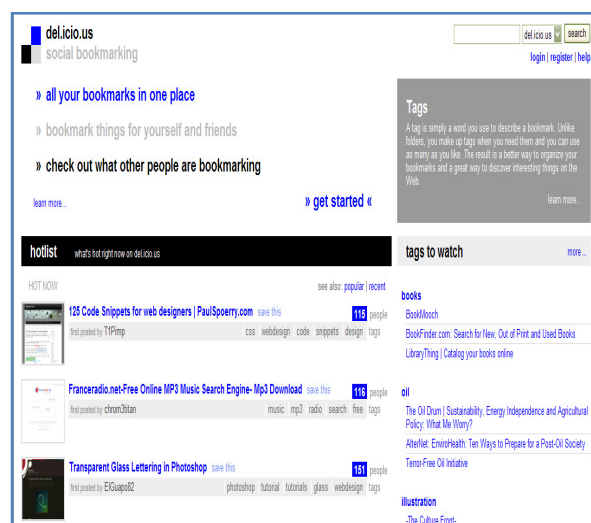 del.icio.us
social bookmarking
del.icio.us search
login | register | help
» all your bookmarks in one place
» bookmark things for yourself and friends
» check out what other people are bookmarking
learn more...
» get started «
Tags
A tag is simply a word you use to describe a bookmark. Unlike
folders, you make up tags when you need them and you can use
as many as you like. The result is a better way to organize your
bookmarks and a great way to discover interesting things on the
Web.
learn more...
hotlist what's hot right now on del.icio.us
HOT NOW see also: popular | recent
125 Code Snippets for web designers | PaulSpoerry.com save this 115 people
first posted by T1Pimp css webdesign code snippets design tags
Franceradio.net-Free Online MP3 Music Search Engine- Mp3 Download save this 116 people
first posted by chrom3titan music mp3 radio search free tags
Transparent Glass Lettering in Photoshop save this 151 people
first posted by ElGuapo82 photoshop tutorial tutorials glass webdesign tags
tags to watch more ...
books
BookMooch
BookFinder.com: Search for New, Out of Print and Used Books
LibraryThing | Catalog your books online
oil
The Oil Drum | Sustainability, Energy Independence and Agricultural
Policy: What Me Worry?
AlterNet: EnviroHealth: Ten Ways to Prepare for a Post-Oil Society
Terror-Free Oil Initiative
illustration
-The Culture Front-